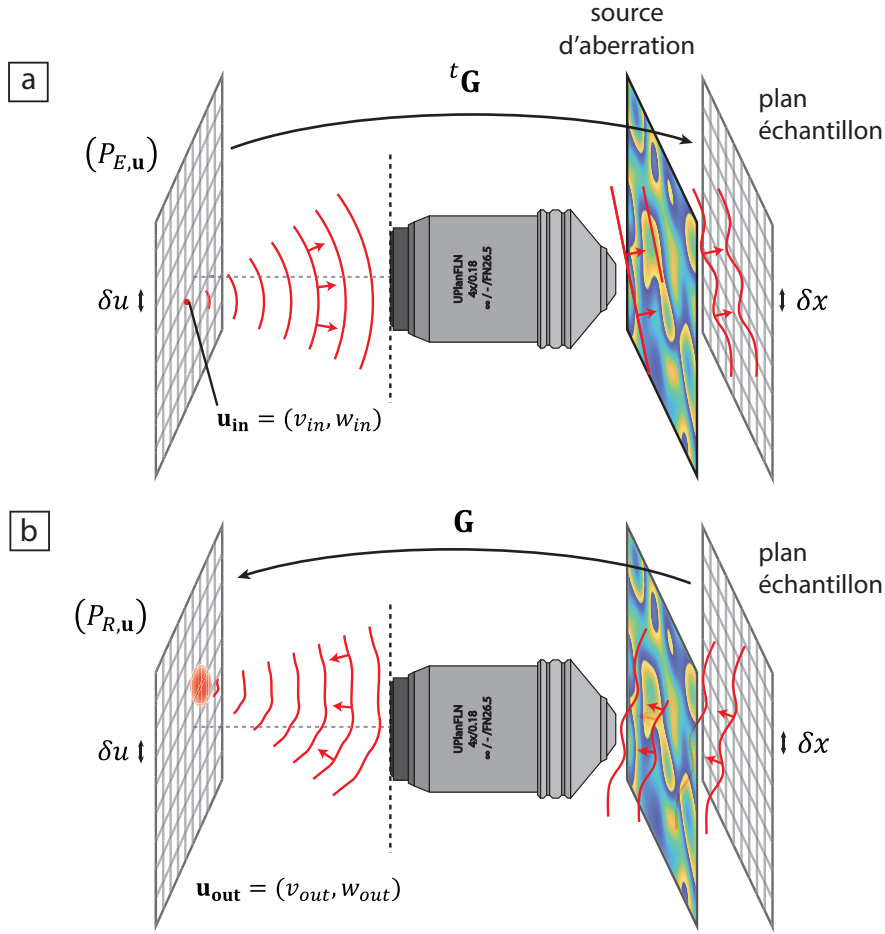 source
d'aberration
a
ᵗG
plan
échantillon
(P_{E,u})
UPlanFLN
4x/0.18
∞ / - /FN26.5
δu
δx
u_in = (v_in, w_in)
b
G
plan
échantillon
(P_{R,u})
UPlanFLN
4x/0.18
∞ / - /FN26.5
δu
δx
u_out = (v_out, w_out)